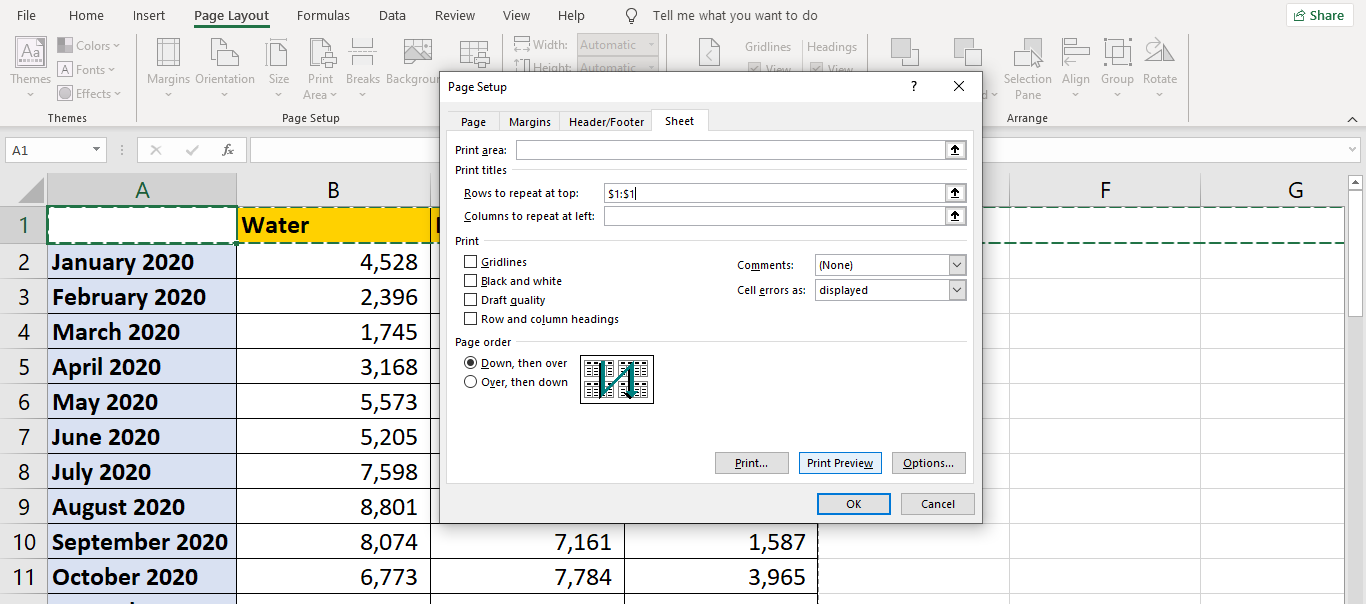 File Home Insert Page Layout Formulas Data Review View Help Tell me what you want to do Share
Aa Colors Width: Automatic Gridlines Headings
A Fonts Height: Automatic View View
Themes Effects Margins Orientation Size Print Area Breaks Selection Pane Align Group Rotate
Themes Page Setup Arrange
A1 fx
Page Setup ?
Page Margins Header/Footer Sheet
Print area:
Print titles
Rows to repeat at top: $1:$1
Columns to repeat at left:
Print
Gridlines
Black and white
Draft quality
Row and column headings
Comments: (None)
Cell errors as: displayed
Page order
Down, then over
Over, then down
Print... Print Preview Options...
OK Cancel
A B F G
1 Water
2 January 2020 4,528
3 February 2020 2,396
4 March 2020 1,745
5 April 2020 3,168
6 May 2020 5,573
7 June 2020 5,205
8 July 2020 7,598
9 August 2020 8,801
10 September 2020 8,074 7,161 1,587
11 October 2020 6,773 7,784 3,965